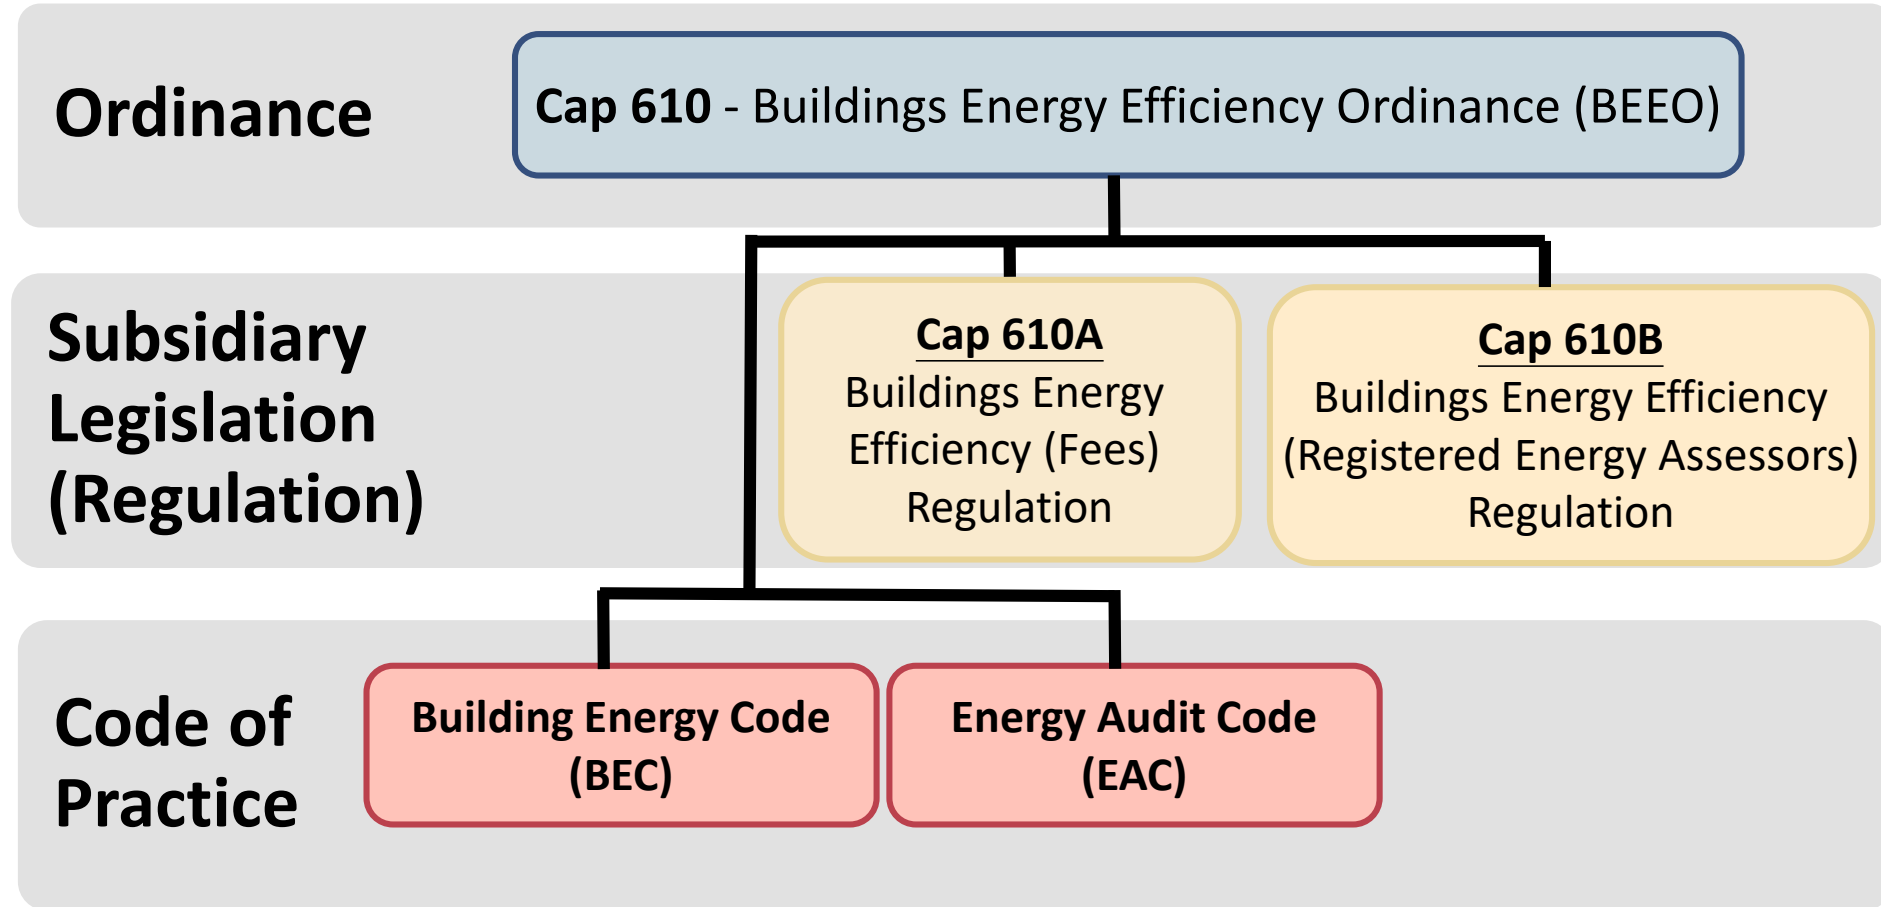 Ordinance
Cap 610 - Buildings Energy Efficiency Ordinance (BEEO)
Subsidiary
Legislation
(Regulation)
Cap 610A
Buildings Energy
Efficiency (Fees)
Regulation
Cap 610B
Buildings Energy Efficiency
(Registered Energy Assessors)
Regulation
Code of
Practice
Building Energy Code
(BEC)
Energy Audit Code
(EAC)